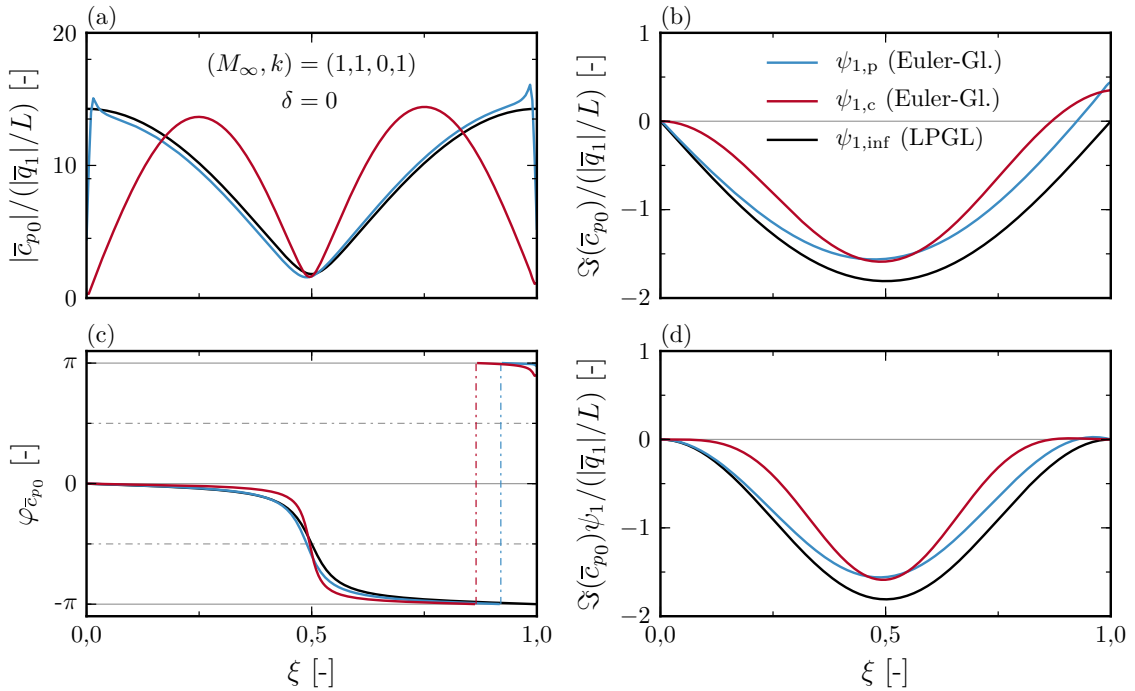 (a)
20
10
0
|c̅ₚ₀|/(|q̅₁|/L) [-]
(M∞, k) = (1,1, 0,1)
δ = 0
(b)
1
0
−1
−2
ℑ(c̅ₚ₀)/(|q̅₁|/L) [-]
ψ₁,ₚ (Euler-Gl.)
ψ₁,c (Euler-Gl.)
ψ₁,inf (LPGL)
(c)
π
0
-π
φc̅ₚ₀ [-]
0,0
0,5
1,0
ξ [-]
(d)
1
0
−1
−2
ℑ(c̅ₚ₀)ψ₁/(|q̅₁|/L) [-]
0,0
0,5
1,0
ξ [-]